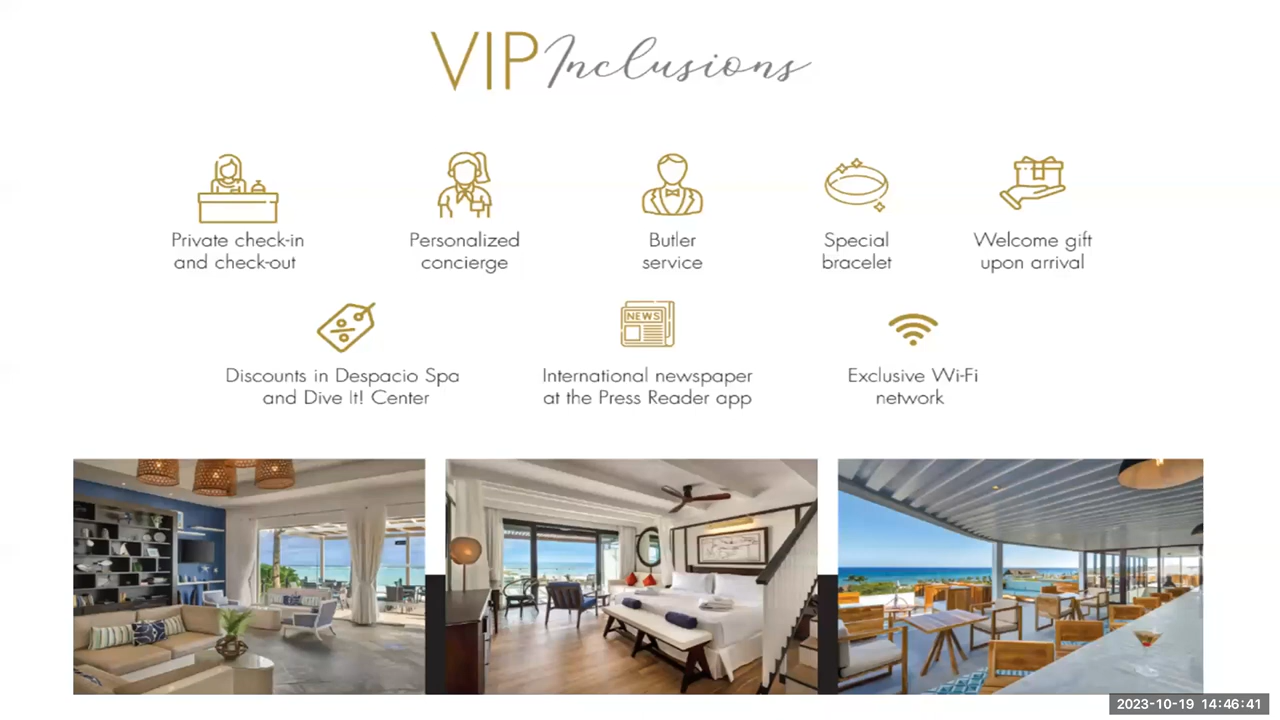 VIP Inclusions
Private check-in
and check-out
Personalized
concierge
Butler
service
Special
bracelet
Welcome gift
upon arrival
NEWS
Discounts in Despacio Spa
and Dive It! Center
International newspaper
at the Press Reader app
Exclusive Wi-Fi
network
2023-10-19 14:46:41